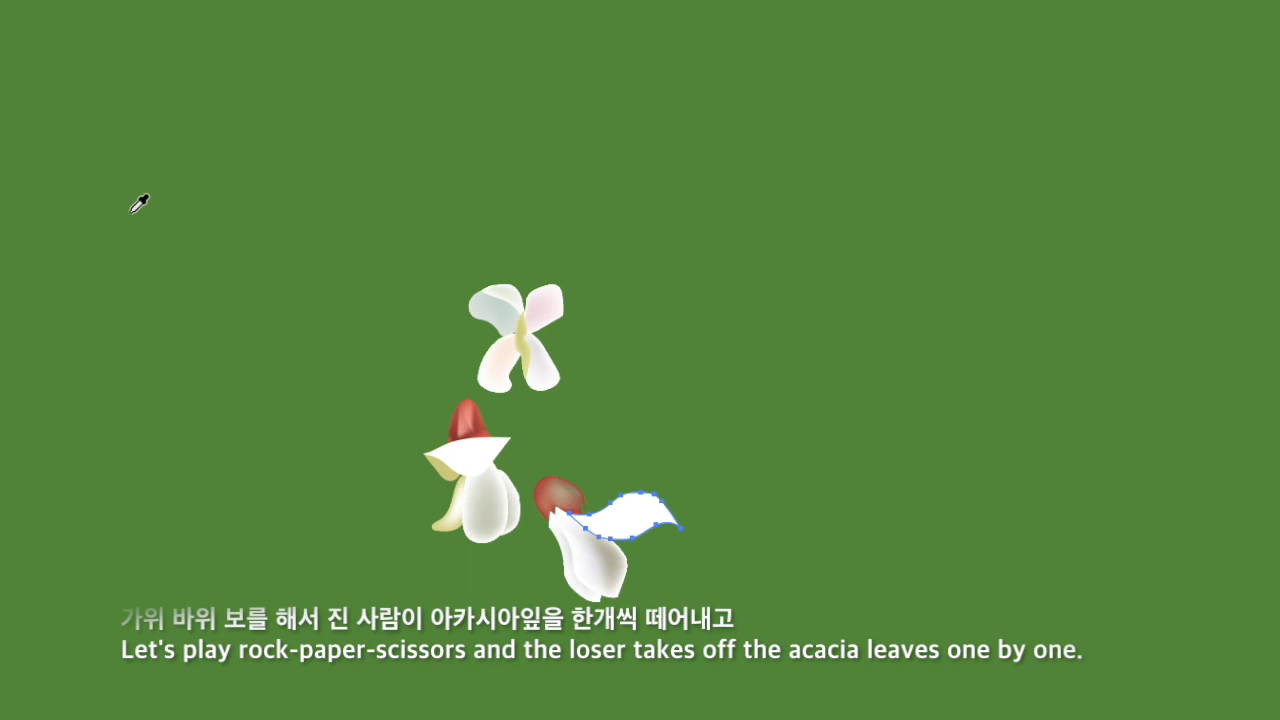 가위 바위 보를 해서 진 사람이 아카시아잎을 한개씩 떼어내고
Let's play rock-paper-scissors and the loser takes off the acacia leaves one by one.